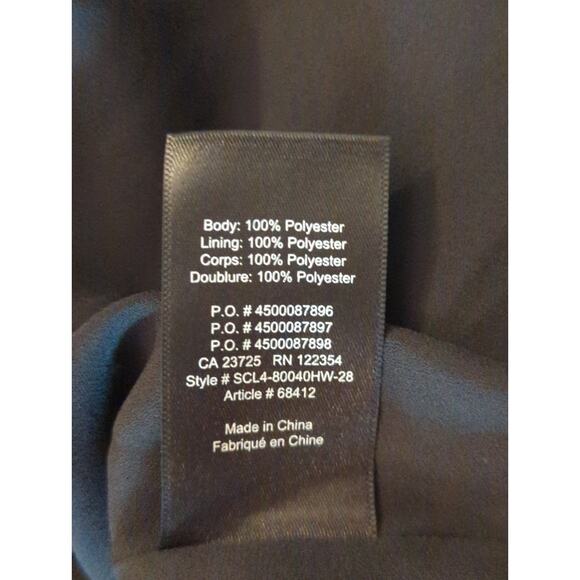 Body: 100% Polyester
Lining: 100% Polyester
Corps: 100% Polyester
Doublure: 100% Polyester
P.O. # 4500087896
P.O. # 4500087897
P.O. # 4500087898
CA 23725 RN 122354
Style # SCL4-80040HW-28
Article # 68412
Made in China
Fabriqué en Chine